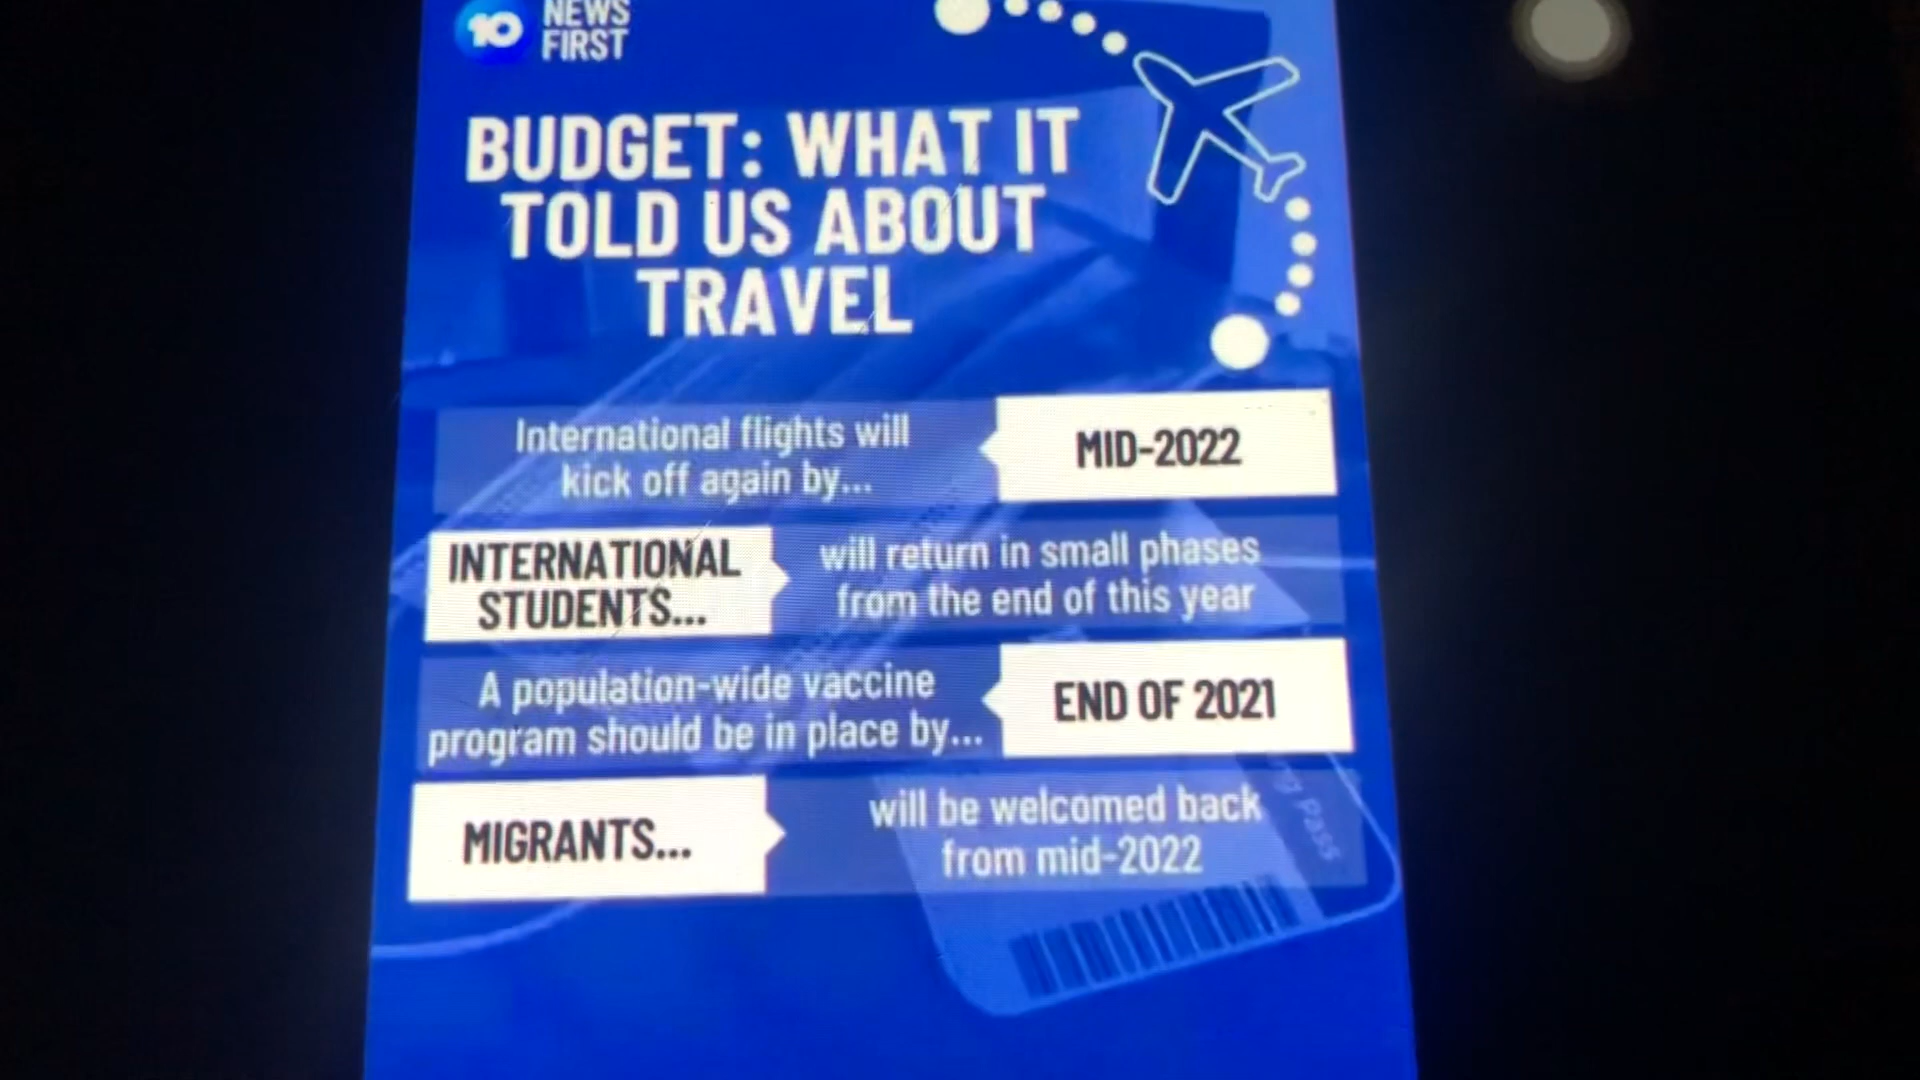 10 NEWS
FIRST
BUDGET: WHAT IT
TOLD US ABOUT
TRAVEL
International flights will
kick off again by...
MID-2022
INTERNATIONAL
STUDENTS...
will return in small phases
from the end of this year
A population-wide vaccine
program should be in place by...
END OF 2021
MIGRANTS...
will be welcomed back
from mid-2022
Pass